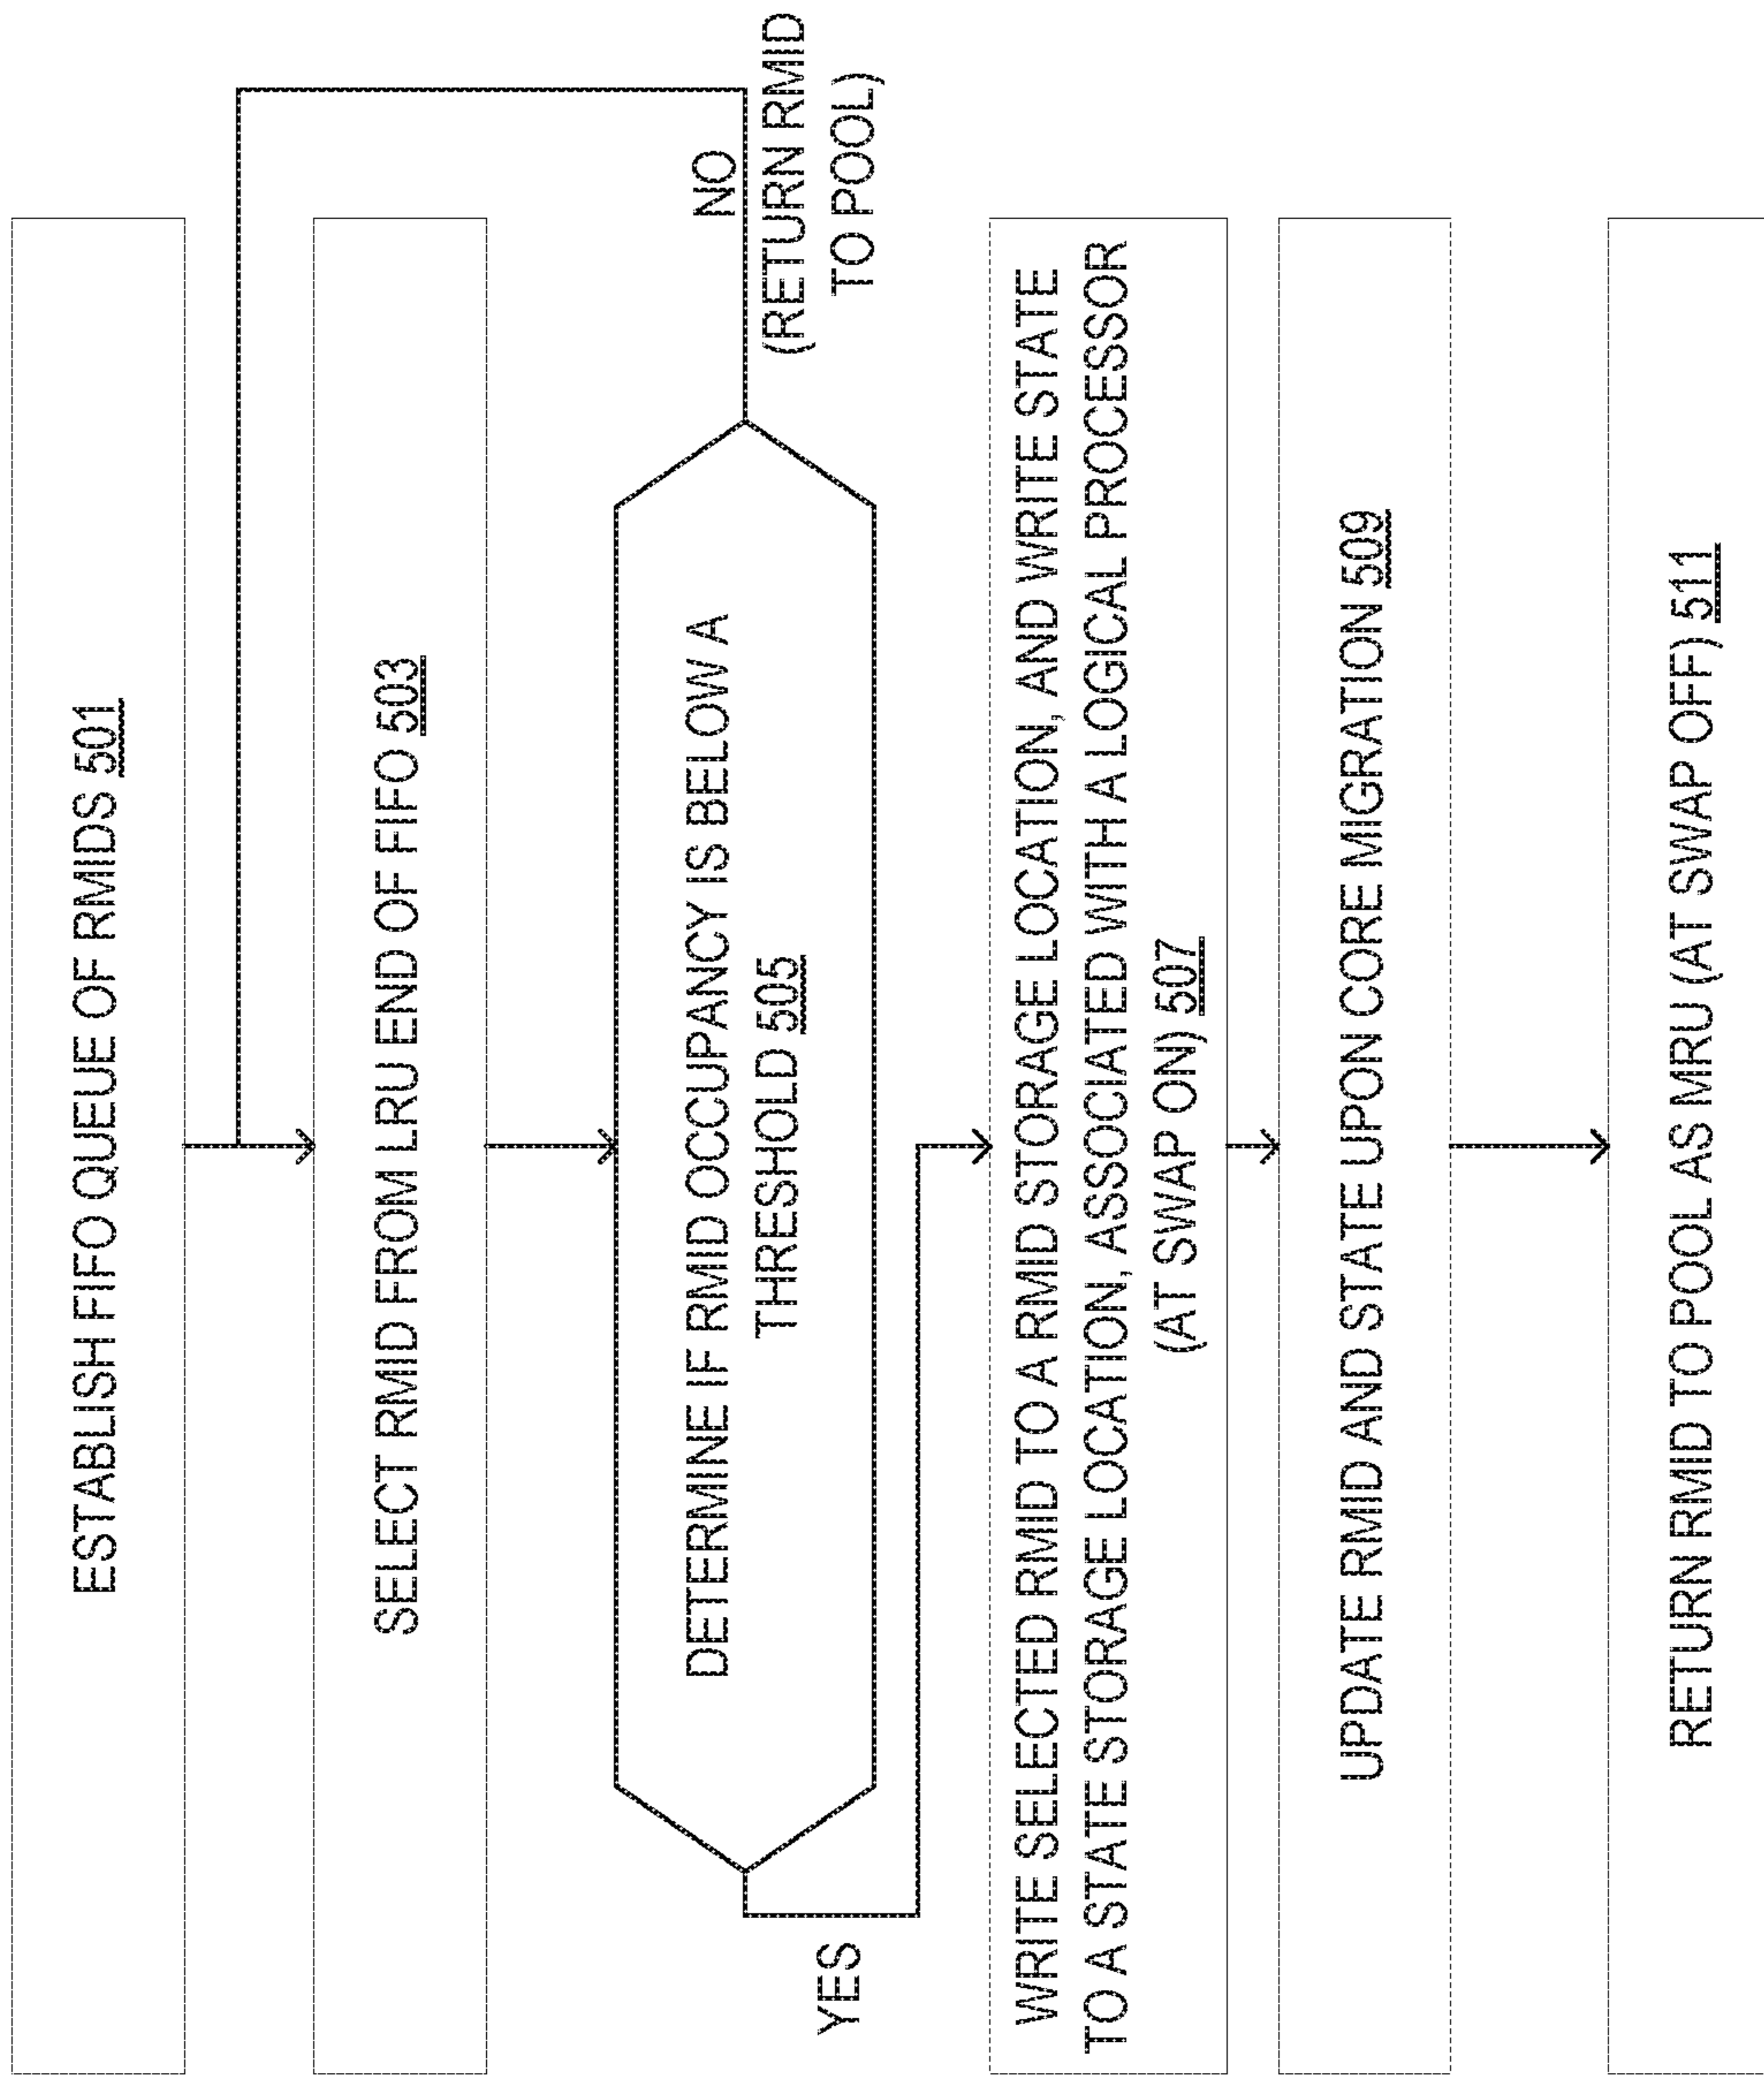 ESTABLISH FIFO QUEUE OF RMIDS 501
SELECT RMID FROM LRU END OF FIFO 503
DETERMINE IF RMID OCCUPANCY IS BELOW A
THRESHOLD 505
NO
(RETURN RMID
TO POOL)
YES
WRITE SELECTED RMID TO A RMID STORAGE LOCATION, AND WRITE STATE
TO A STATE STORAGE LOCATION, ASSOCIATED WITH A LOGICAL PROCESSOR
(AT SWAP ON) 507
UPDATE RMID AND STATE UPON CORE MIGRATION 509
RETURN RMID TO POOL AS MRU (AT SWAP OFF) 511